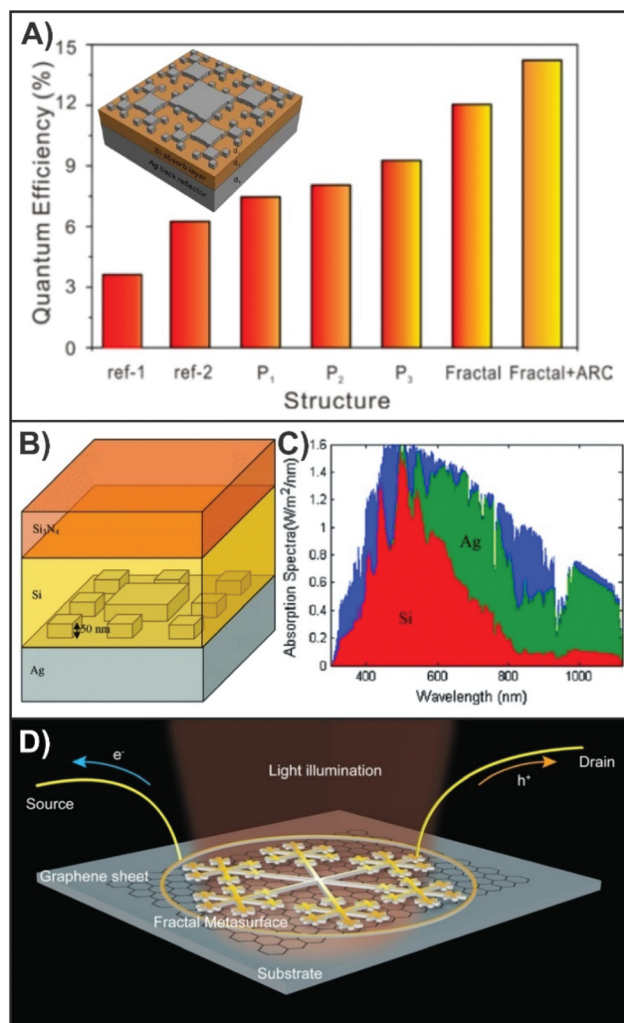 A)
15
12
9
6
3
0
Quantum Efficiency (%)
Si absorb layer
Ag back reflector
ref-1 ref-2 P₁ P₂ P₃ Fractal Fractal+ARC
Structure
B)
Si₃N₄
Si
50 nm
Ag
C)
1.6
1.4
1.2
1
0.8
0.6
0.4
0.2
0
Absorption Spectra(W/m²/nm)
Ag
Si
400 600 800 1000
Wavelength (nm)
D)
e⁻
Light illumination
Drain
h⁺
Source
Graphene sheet
Fractal Metasurface
Substrate